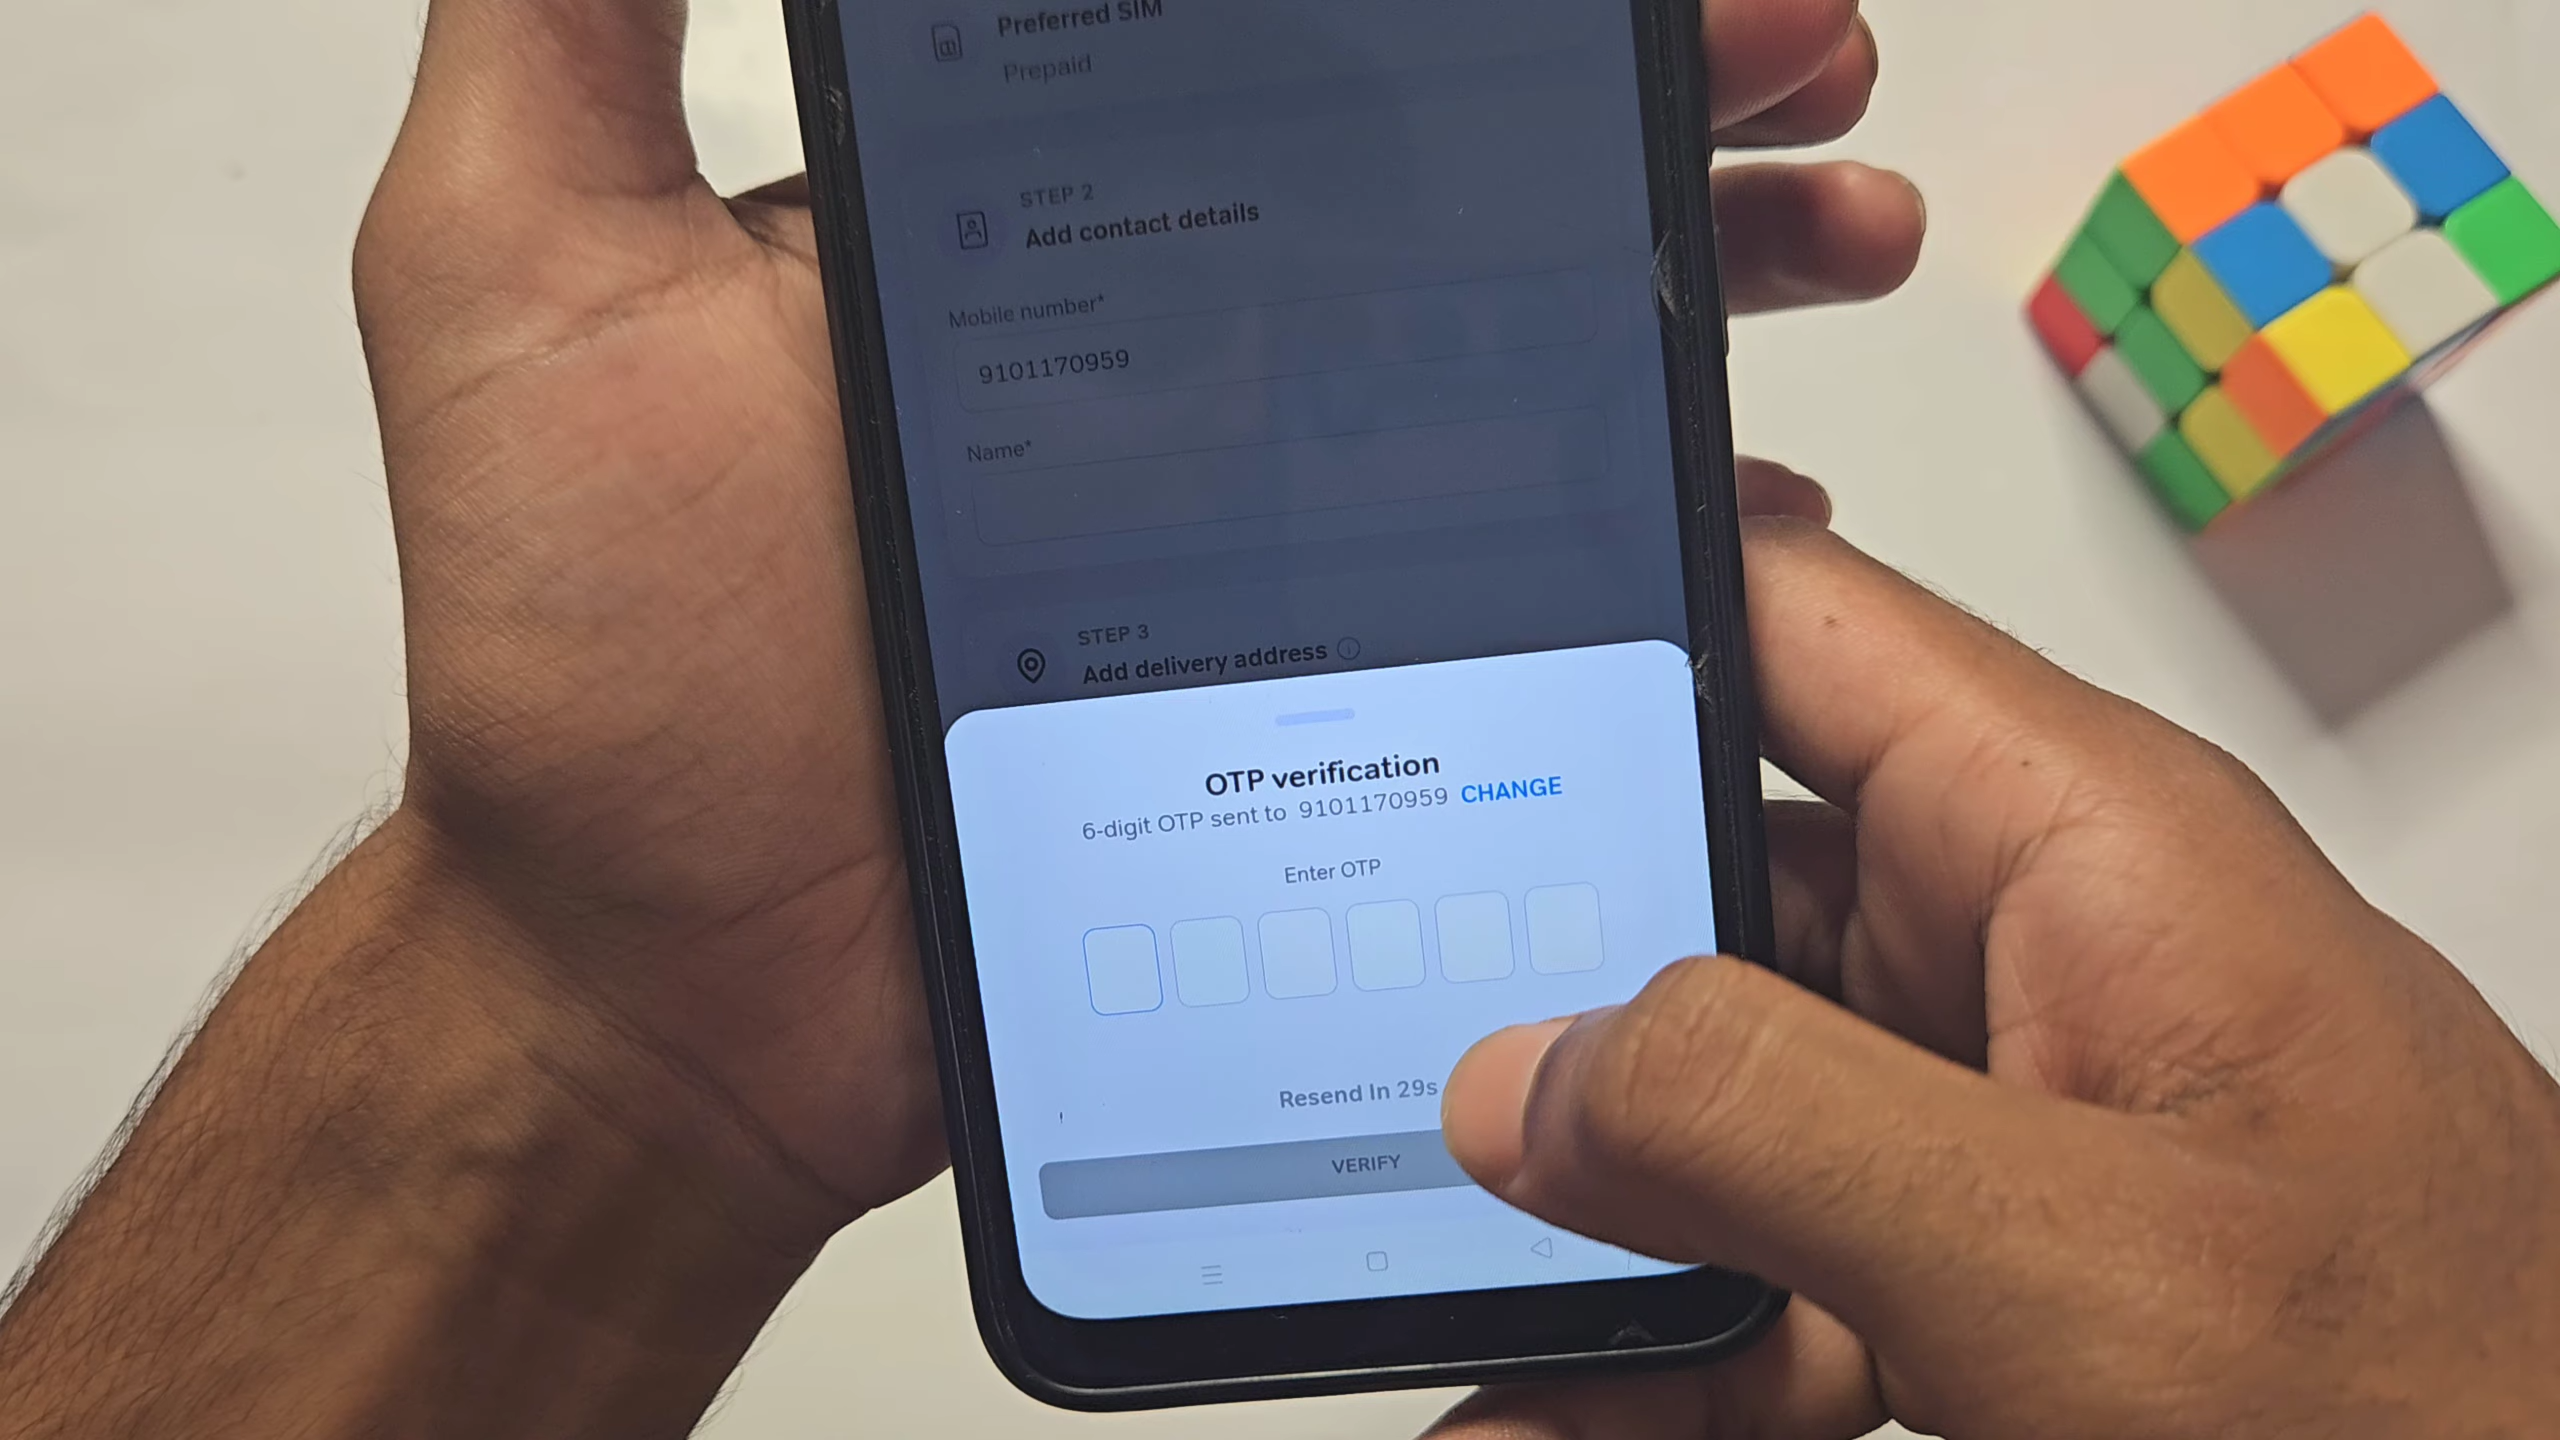 Preferred SIM
Prepaid
STEP 2
Add contact details
Mobile number*
9101170959
Name*
STEP 3
Add delivery address
OTP verification
6-digit OTP sent to 9101170959 CHANGE
Enter OTP
Resend In 29s
VERIFY